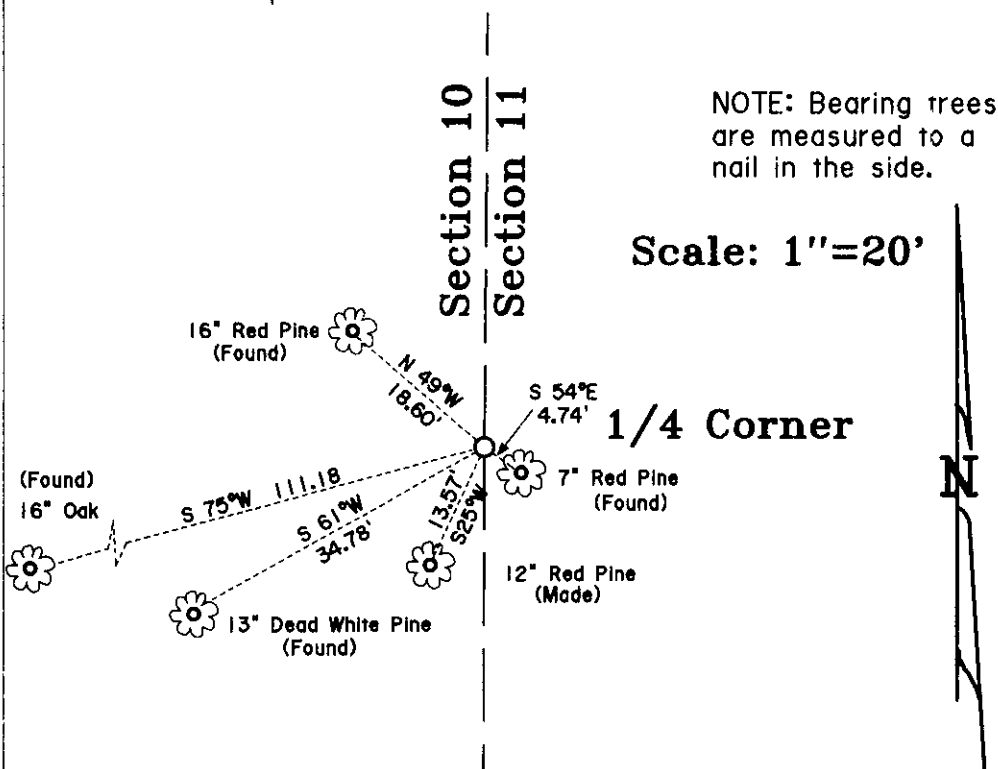 Section 10
Section 11
NOTE: Bearing trees
are measured to a
nail in the side.
Scale: 1"=20'
16" Red Pine
(Found)
N 49°W
18.60'
S 54°E
4.74'
1/4 Corner
(Found)
16" Oak
S 75°W 111.18
S 61°W
34.78'
13.57'
S25°W
7" Red Pine
(Found)
N
12" Red Pine
(Made)
13" Dead White Pine
(Found)